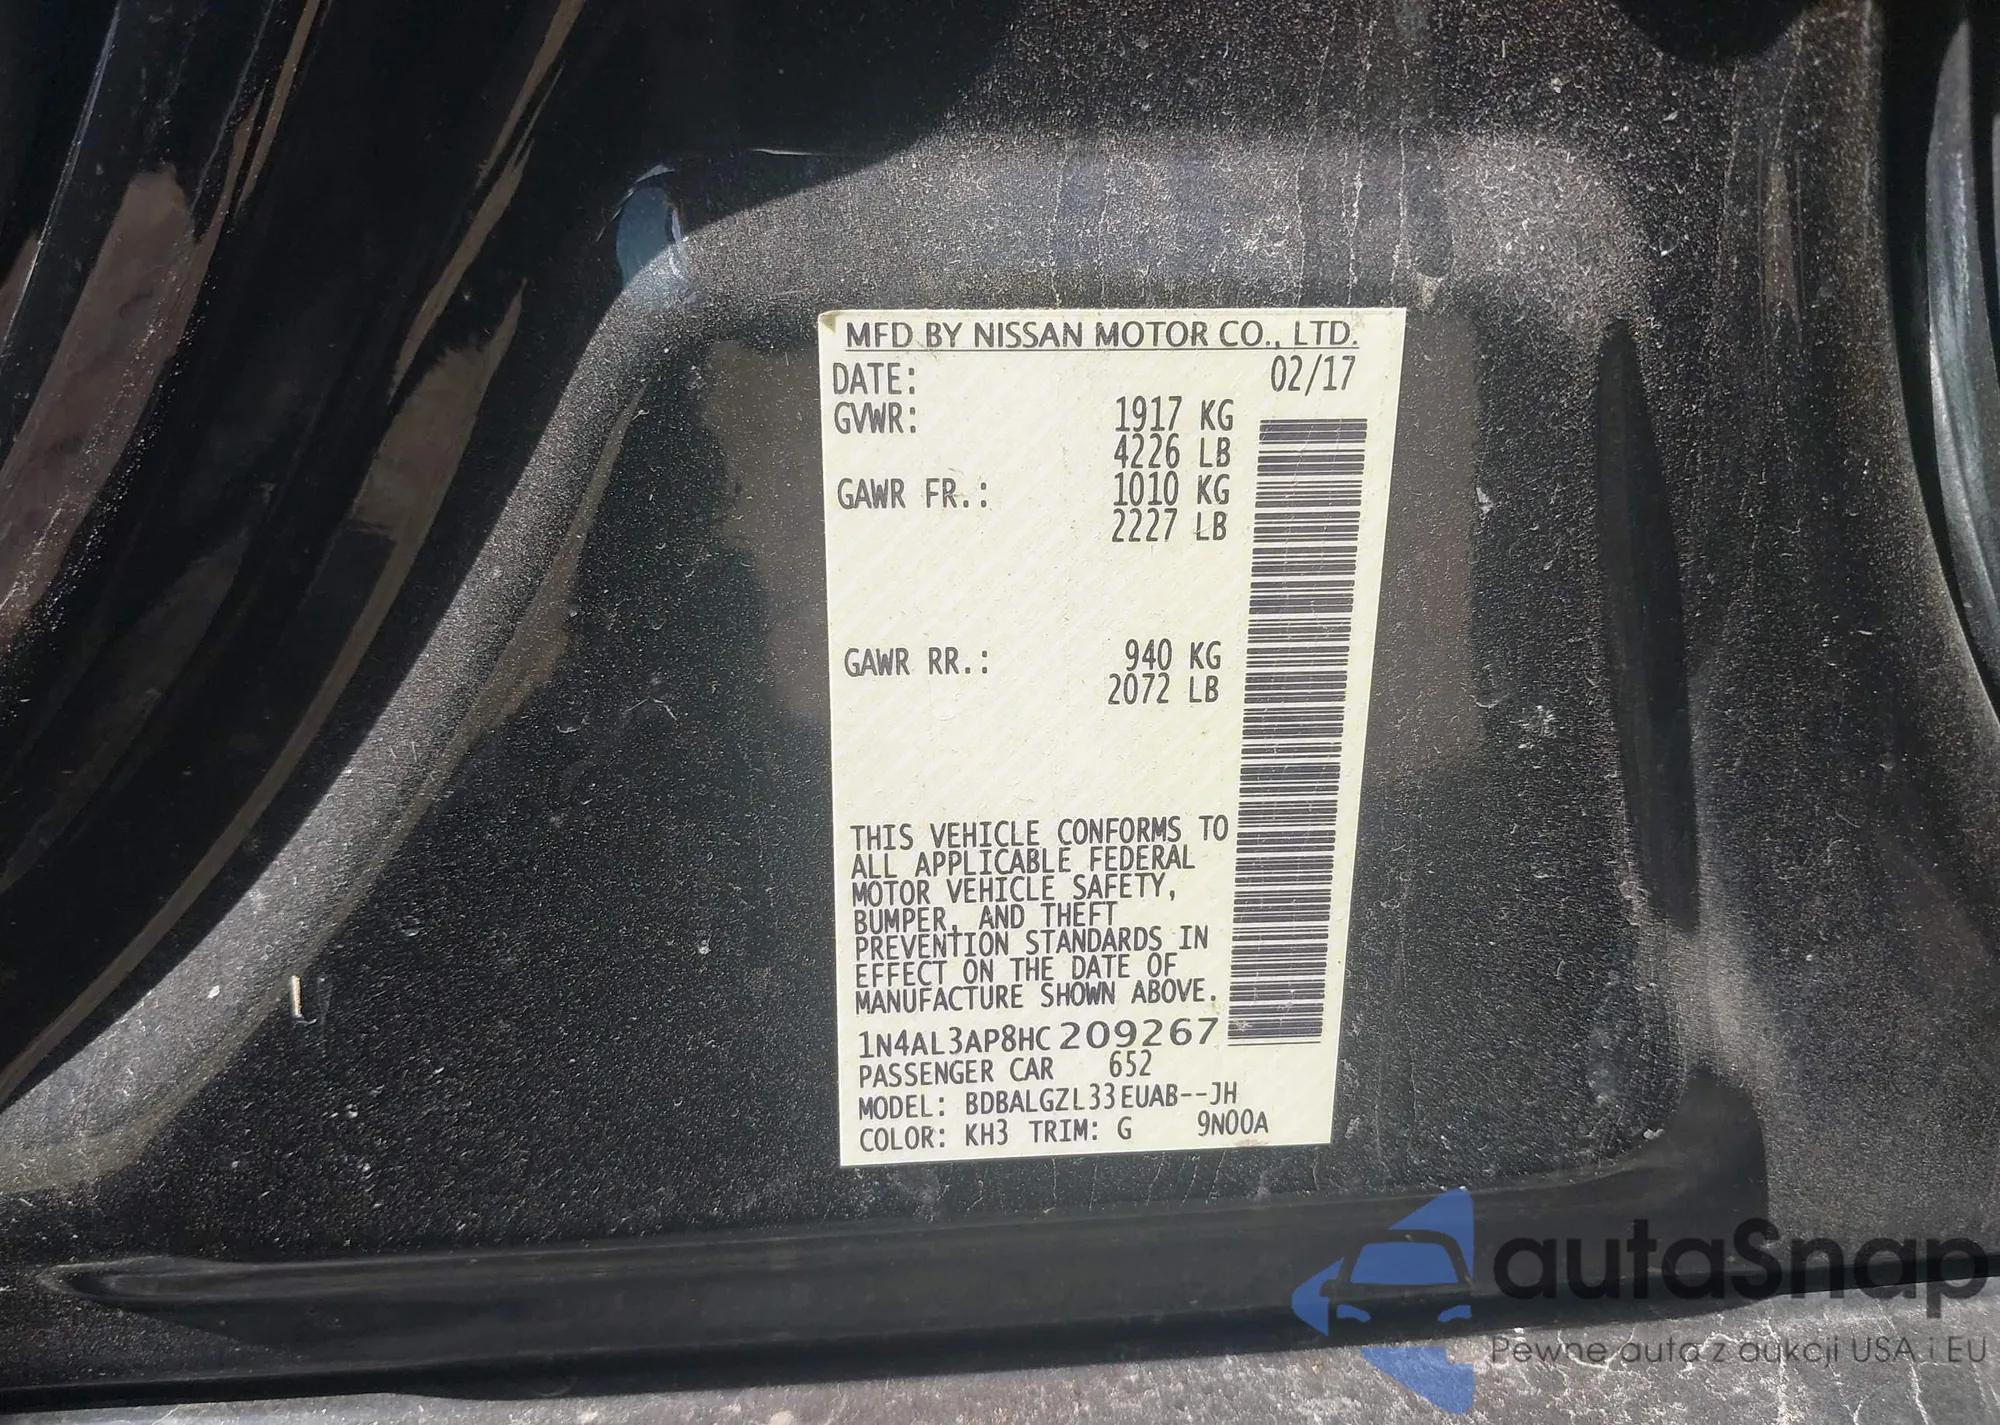 MFD BY NISSAN MOTOR CO., LTD.
DATE: 02/17
GVWR: 1917 KG
4226 LB
GAWR FR.: 1010 KG
2227 LB
GAWR RR.: 940 KG
2072 LB
THIS VEHICLE CONFORMS TO
ALL APPLICABLE FEDERAL
MOTOR VEHICLE SAFETY,
BUMPER, AND THEFT
PREVENTION STANDARDS IN
EFFECT ON THE DATE OF
MANUFACTURE SHOWN ABOVE.
1N4AL3AP8HC209267
PASSENGER CAR 652
MODEL: BDBALGZL33EUAB--JH
COLOR: KH3 TRIM: G 9N00A
autaSnap
Pewne auta z aukcji USA i EU